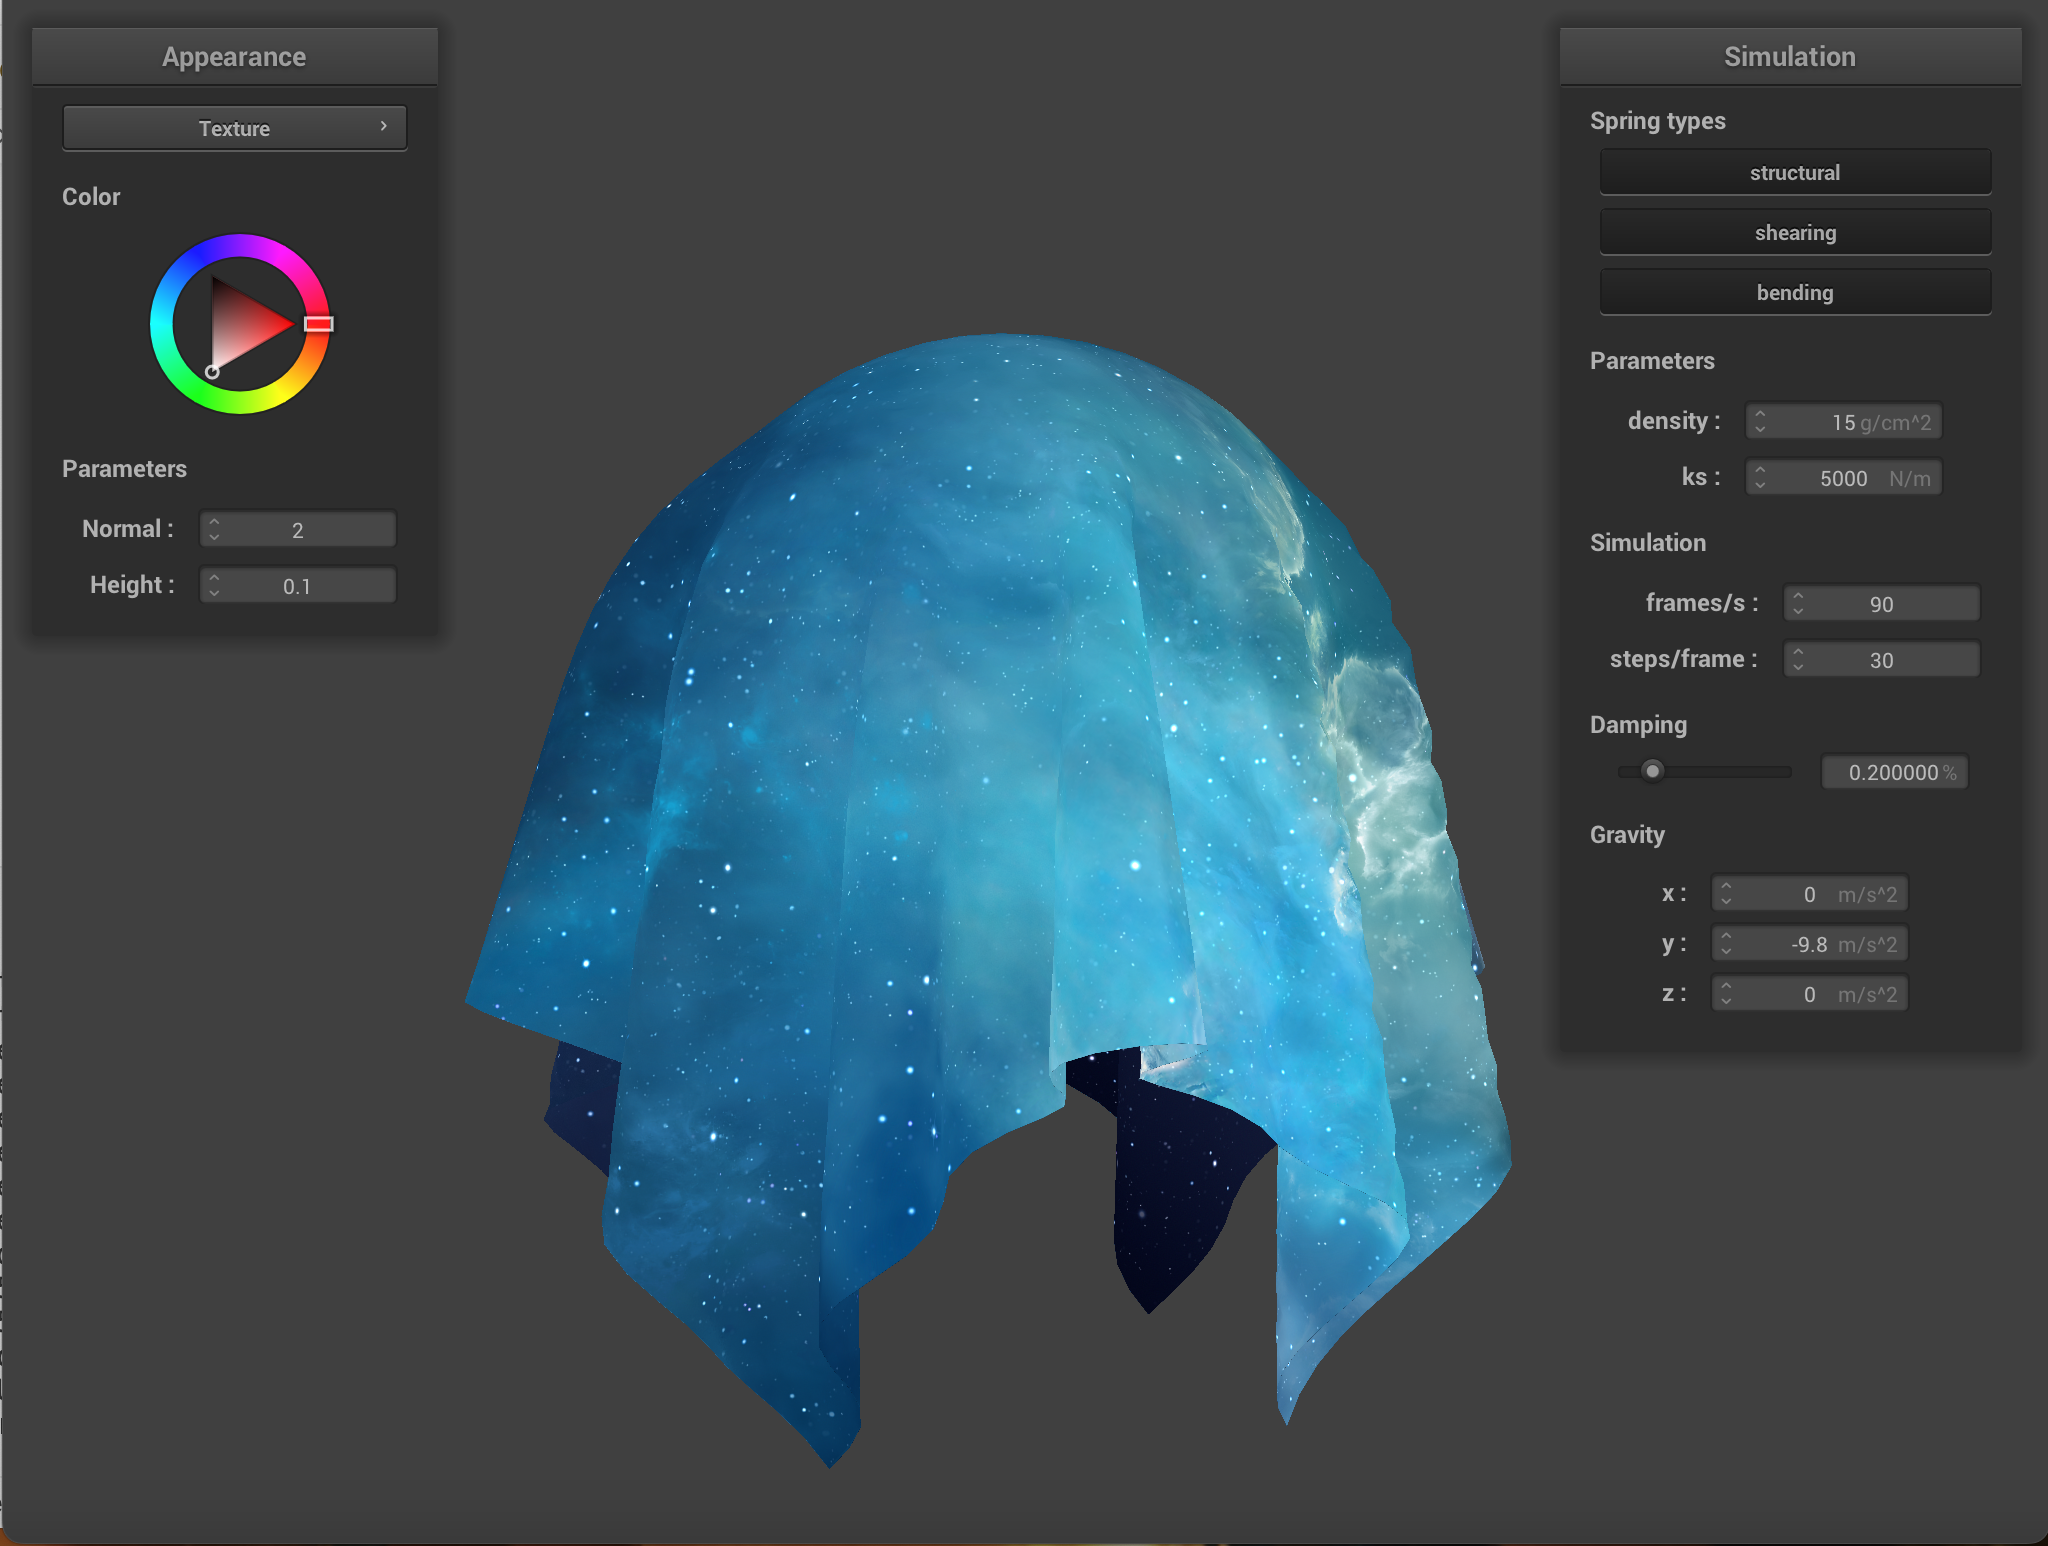 Appearance
Texture
Color
Parameters
Normal : 2
Height : 0.1
Simulation
Spring types
structural
shearing
bending
Parameters
density : 15 g/cm^2
ks : 5000 N/m
Simulation
frames/s : 90
steps/frame : 30
Damping
0.200000 %
Gravity
x : 0 m/s^2
y : -9.8 m/s^2
z : 0 m/s^2